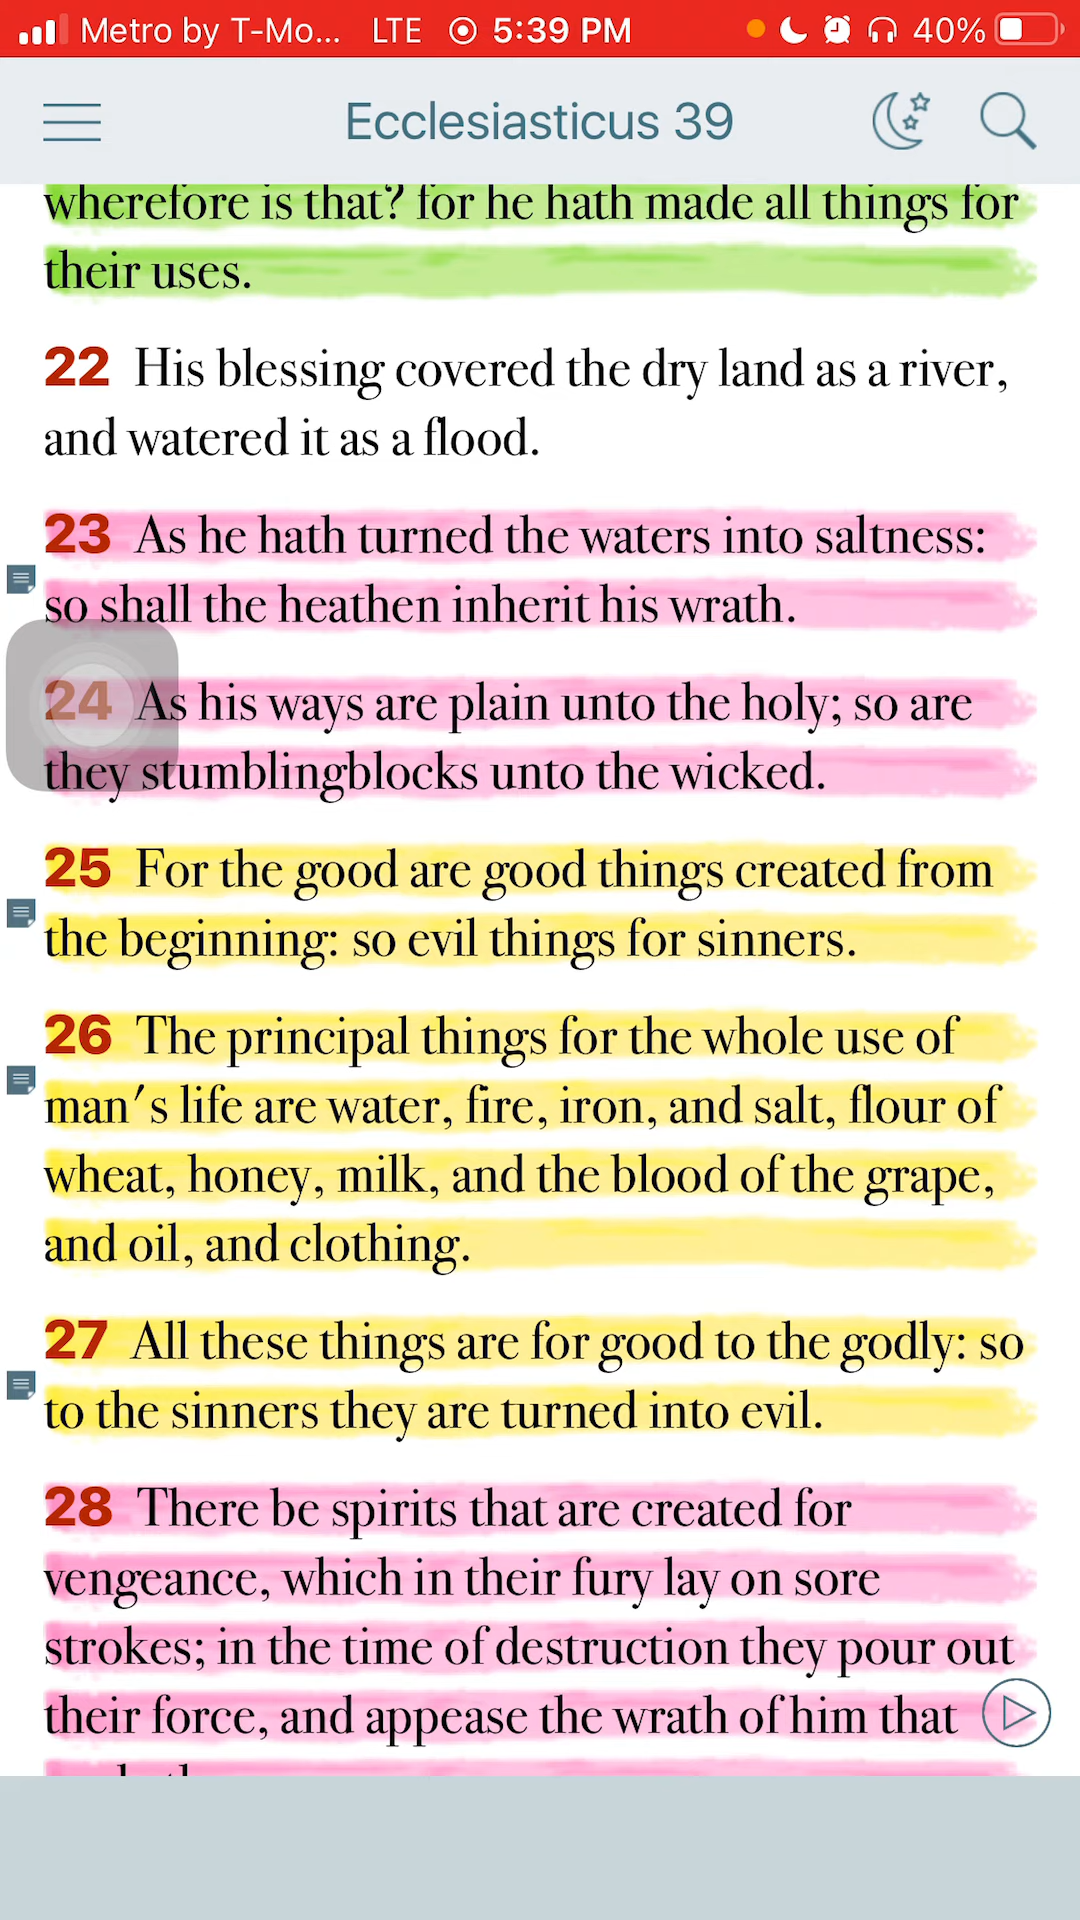 Metro by T-Mo... LTE 5:39 PM 40%
Ecclesiasticus 39
wherefore is that? for he hath made all things for
their uses.
22 His blessing covered the dry land as a river,
and watered it as a flood.
23 As he hath turned the waters into saltness:
so shall the heathen inherit his wrath.
24 As his ways are plain unto the holy; so are
they stumblingblocks unto the wicked.
25 For the good are good things created from
the beginning: so evil things for sinners.
26 The principal things for the whole use of
man's life are water, fire, iron, and salt, flour of
wheat, honey, milk, and the blood of the grape,
and oil, and clothing.
27 All these things are for good to the godly: so
to the sinners they are turned into evil.
28 There be spirits that are created for
vengeance, which in their fury lay on sore
strokes; in the time of destruction they pour out
their force, and appease the wrath of him that